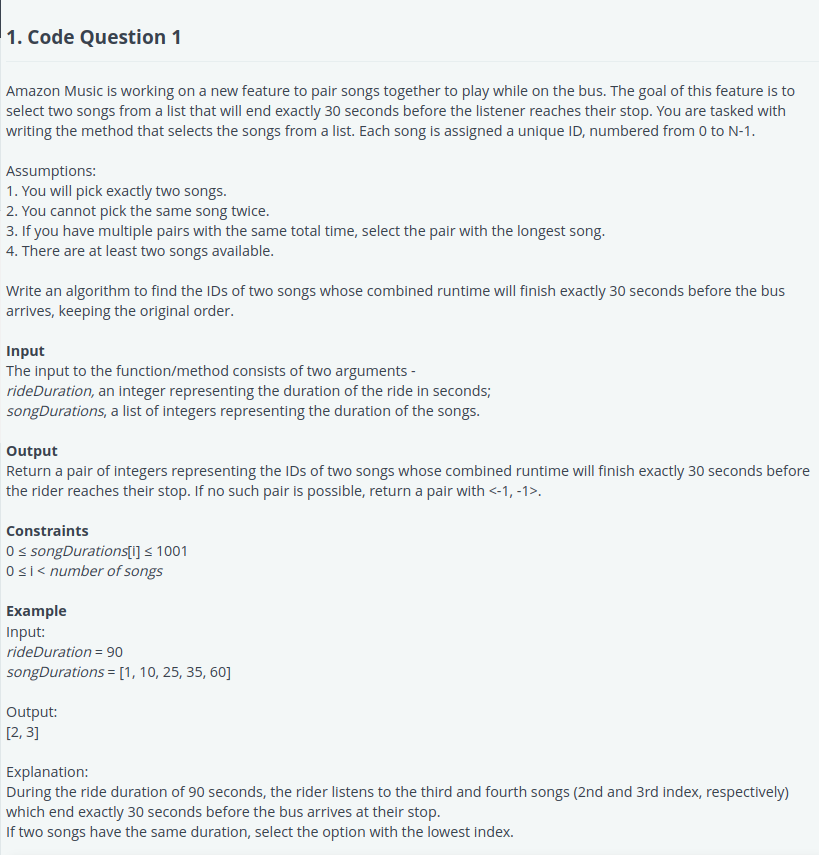 1. Code Question 1
Amazon Music is working on a new feature to pair songs together to play while on the bus. The goal of this feature is to
select two songs from a list that will end exactly 30 seconds before the listener reaches their stop. You are tasked with
writing the method that selects the songs from a list. Each song is assigned a unique ID, numbered from 0 to N-1.
Assumptions:
1. You will pick exactly two songs.
2. You cannot pick the same song twice.
3. If you have multiple pairs with the same total time, select the pair with the longest song.
4. There are at least two songs available.
Write an algorithm to find the IDs of two songs whose combined runtime will finish exactly 30 seconds before the bus
arrives, keeping the original order.
Input
The input to the function/method consists of two arguments -
rideDuration, an integer representing the duration of the ride in seconds;
songDurations, a list of integers representing the duration of the songs.
Output
Return a pair of integers representing the IDs of two songs whose combined runtime will finish exactly 30 seconds before
the rider reaches their stop. If no such pair is possible, return a pair with <-1, -1>.
Constraints
0 ≤ songDurations[i] ≤ 1001
0 ≤ i < number of songs
Example
Input:
rideDuration = 90
songDurations = [1, 10, 25, 35, 60]
Output:
[2, 3]
Explanation:
During the ride duration of 90 seconds, the rider listens to the third and fourth songs (2nd and 3rd index, respectively)
which end exactly 30 seconds before the bus arrives at their stop.
If two songs have the same duration, select the option with the lowest index.